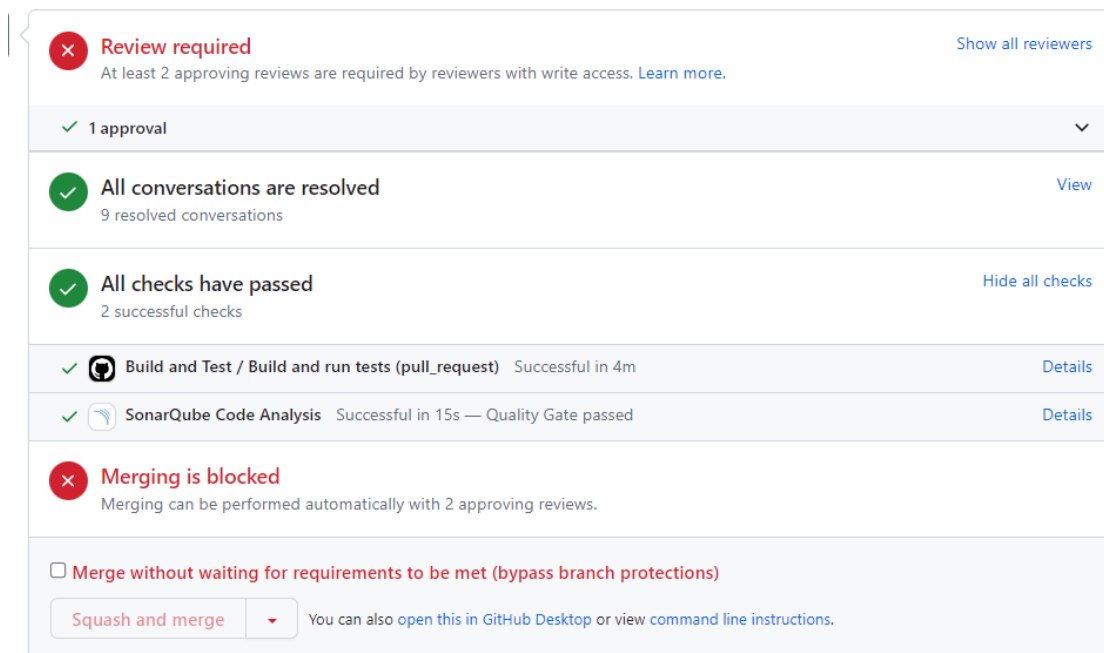 Review required
Show all reviewers
At least 2 approving reviews are required by reviewers with write access. Learn more.
1 approval
All conversations are resolved
View
9 resolved conversations
All checks have passed
Hide all checks
2 successful checks
Build and Test / Build and run tests (pull_request) Successful in 4m
Details
SonarQube Code Analysis Successful in 15s — Quality Gate passed
Details
Merging is blocked
Merging can be performed automatically with 2 approving reviews.
Merge without waiting for requirements to be met (bypass branch protections)
Squash and merge
You can also open this in GitHub Desktop or view command line instructions.